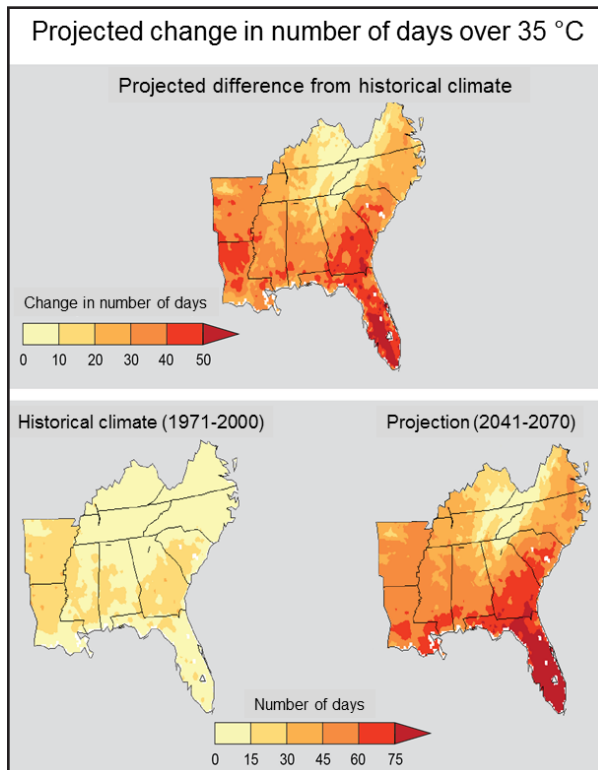 Projected change in number of days over 35 °C
Projected difference from historical climate
Change in number of days
0 10 20 30 40 50
Historical climate (1971-2000)
Projection (2041-2070)
Number of days
0 15 30 45 60 75